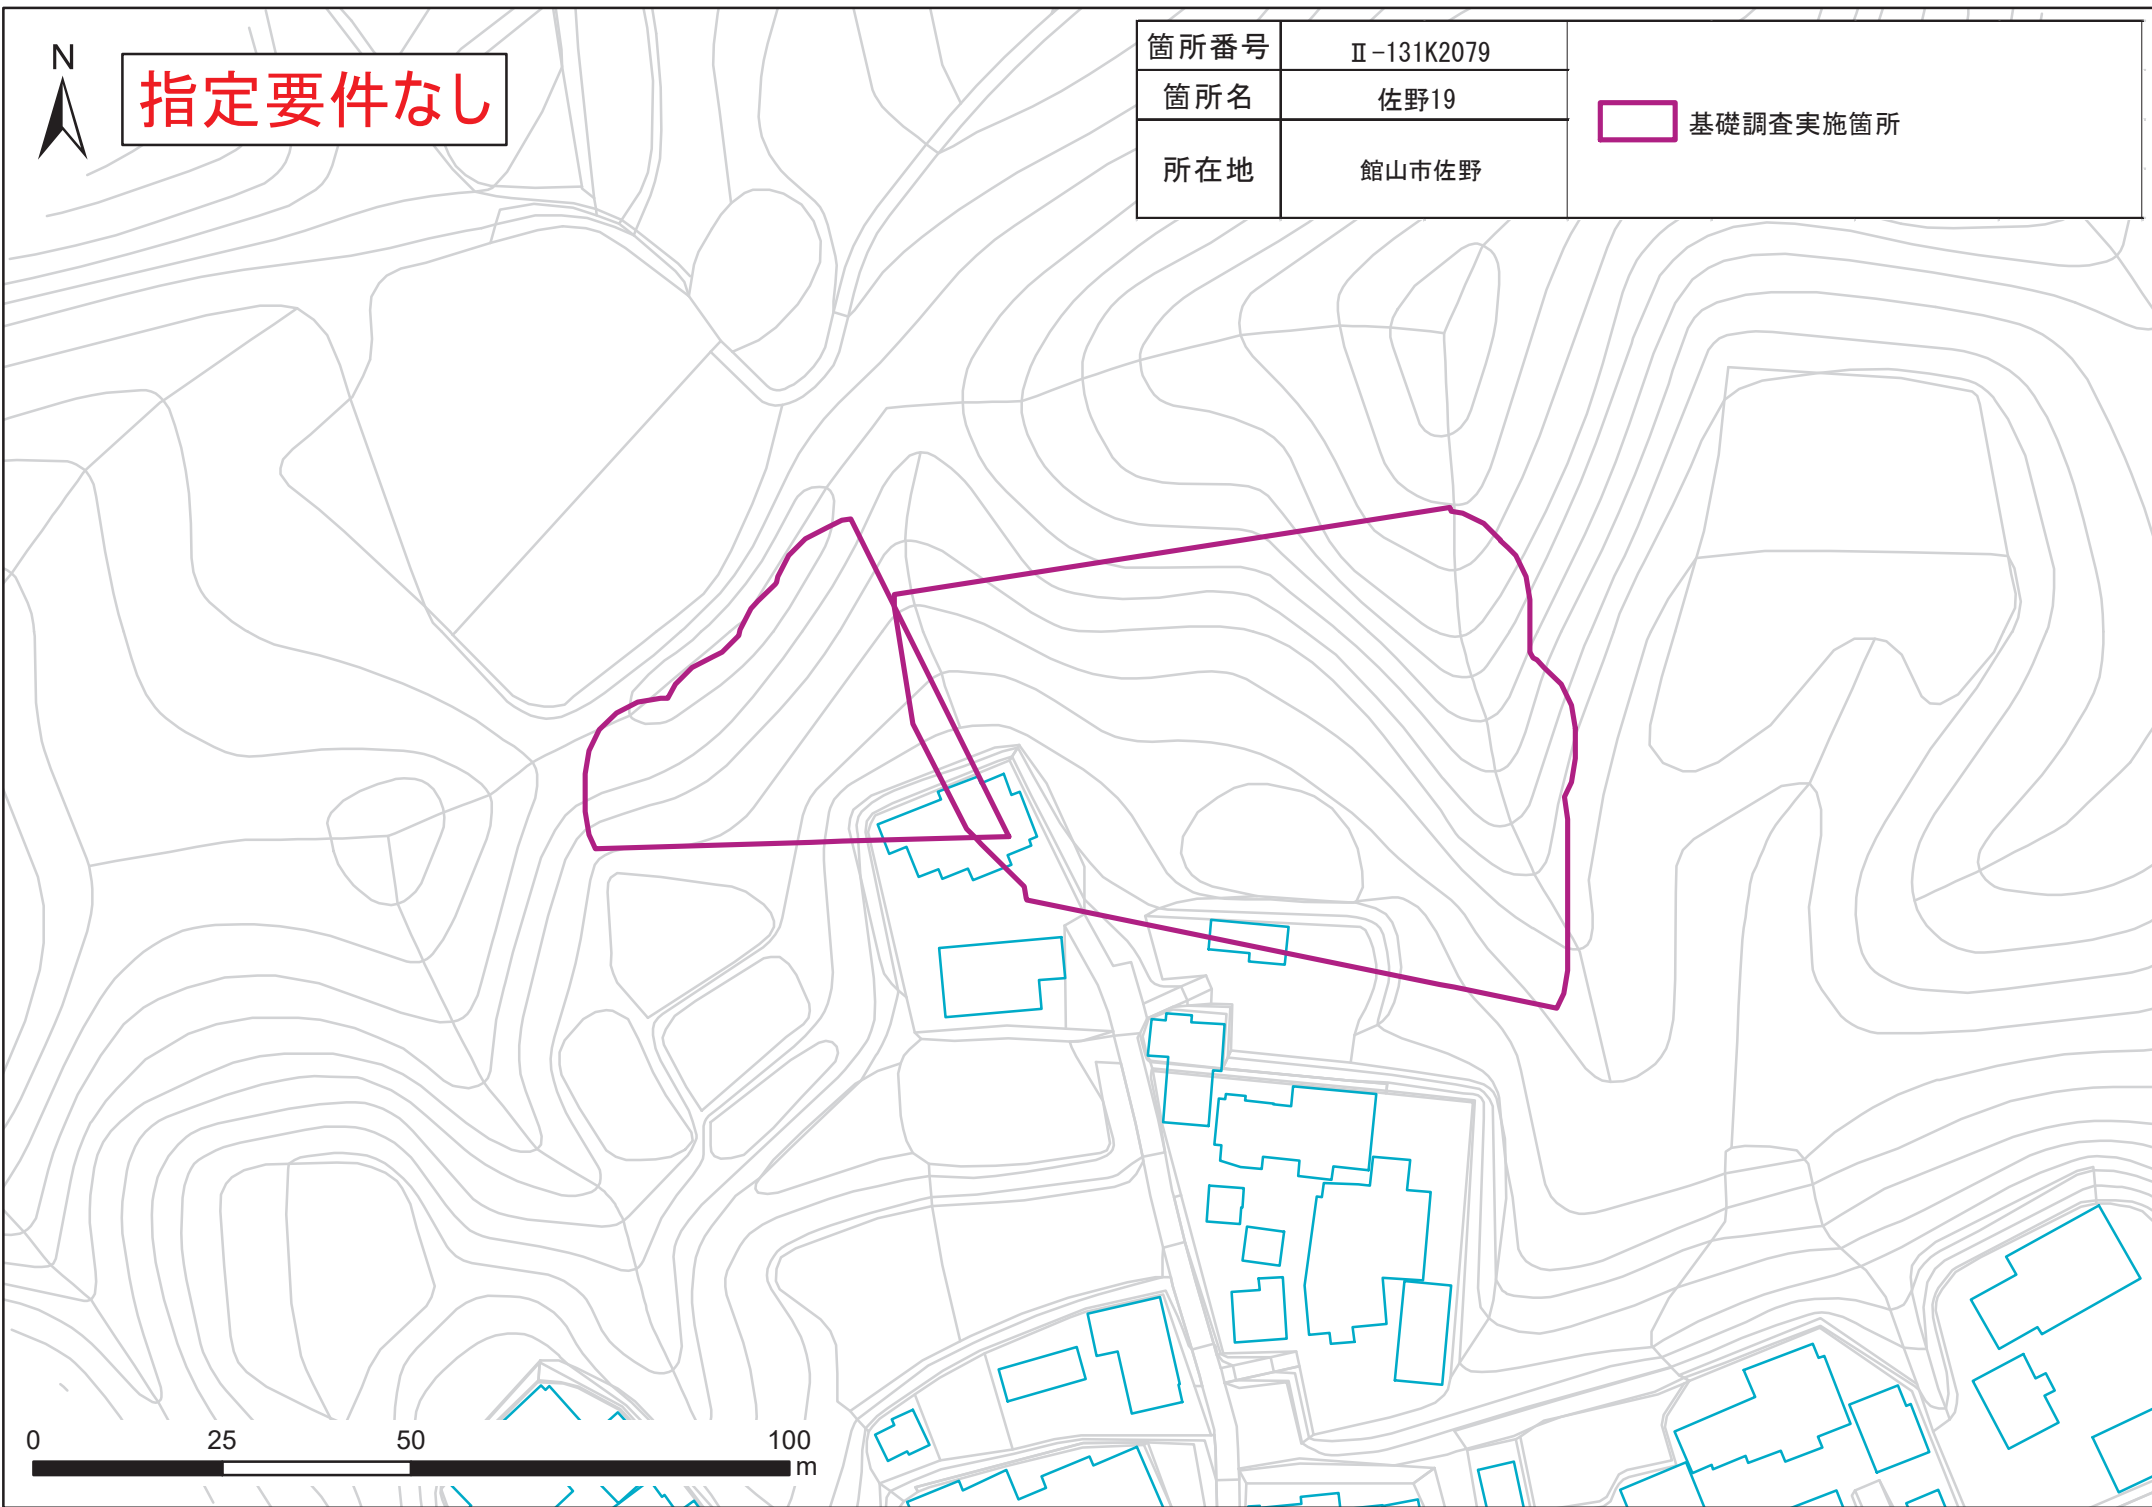 N
指定要件なし
箇所番号 Ⅱ-131K2079
箇所名 佐野19
所在地 館山市佐野
基礎調査実施箇所
0 25 50 100
m